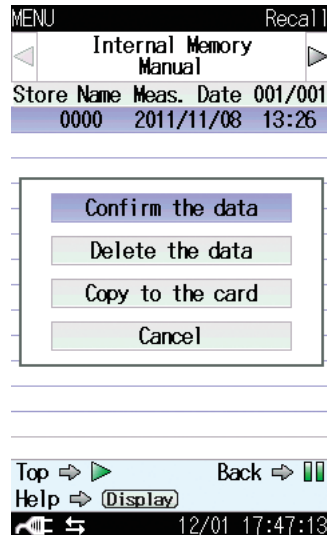 MENU Recall
Internal Memory
Manual
Store Name Meas. Date 001/001
0000 2011/11/08 13:26
Confirm the data
Delete the data
Copy to the card
Cancel
Top Back
Help (Display)
12/01 17:47:13